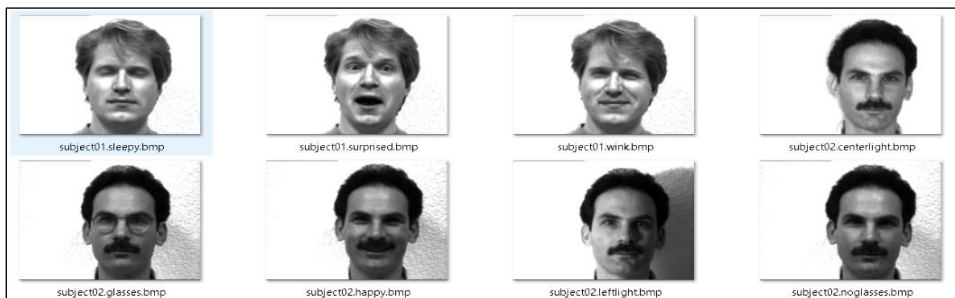 subject01.sleepy.bmp
subject01.surprised.bmp
subject01.wink.bmp
subject02.centerlight.bmp
subject02.glasses.bmp
subject02.happy.bmp
subject02.leftlight.bmp
subject02.noglasses.bmp